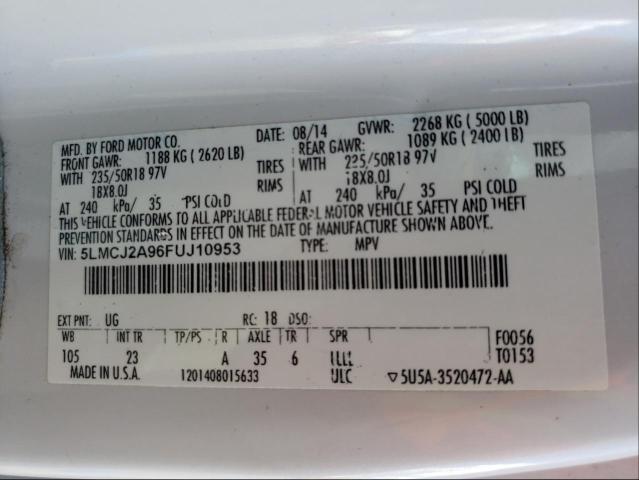 MFD. BY FORD MOTOR CO. DATE: 08/14 GVWR: 2268 KG ( 5000 LB)
FRONT GAWR: 1188 KG ( 2620 LB) REAR GAWR: 1089 KG ( 2400 LB)
WITH 235/50R18 97V TIRES WITH 235/50R18 97V TIRES
18X8.0J RIMS 18X8.0J RIMS
AT 240 kPa/ 35 PSI COLD AT 240 kPa/ 35 PSI COLD
THIS VEHICLE CONFORMS TO ALL APPLICABLE FEDERAL MOTOR VEHICLE SAFETY AND THEFT
PREVENTION STANDARDS IN EFFECT ON THE DATE OF MANUFACTURE SHOWN ABOVE.
VIN: 5LMCJ2A96FUJ10953 TYPE: MPV
EXT PNT: UG RC: 18 DSO:
WB INT TR TP/PS R AXLE TR SPR F0056
105 23 A 35 6 T0153
MADE IN U.S.A. 1201408015633 ULC ▽5U5A-3520472-AA